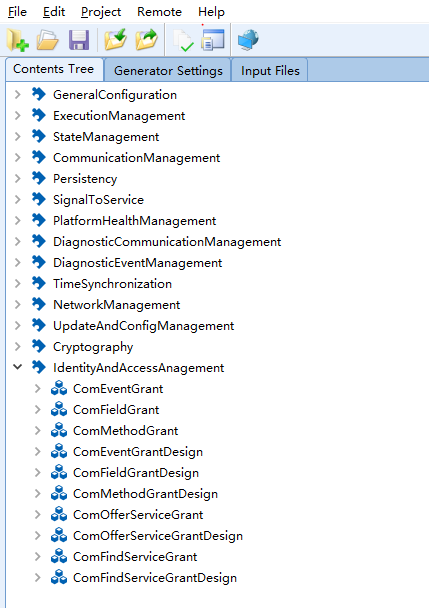 File Edit Project Remote Help
Contents Tree Generator Settings Input Files
GeneralConfiguration
ExecutionManagement
StateManagement
CommunicationManagement
Persistency
SignalToService
PlatformHealthManagement
DiagnosticCommunicationManagement
DiagnosticEventManagement
TimeSynchronization
NetworkManagement
UpdateAndConfigManagement
Cryptography
IdentityAndAccessAnagement
ComEventGrant
ComFieldGrant
ComMethodGrant
ComEventGrantDesign
ComFieldGrantDesign
ComMethodGrantDesign
ComOfferServiceGrant
ComOfferServiceGrantDesign
ComFindServiceGrant
ComFindServiceGrantDesign